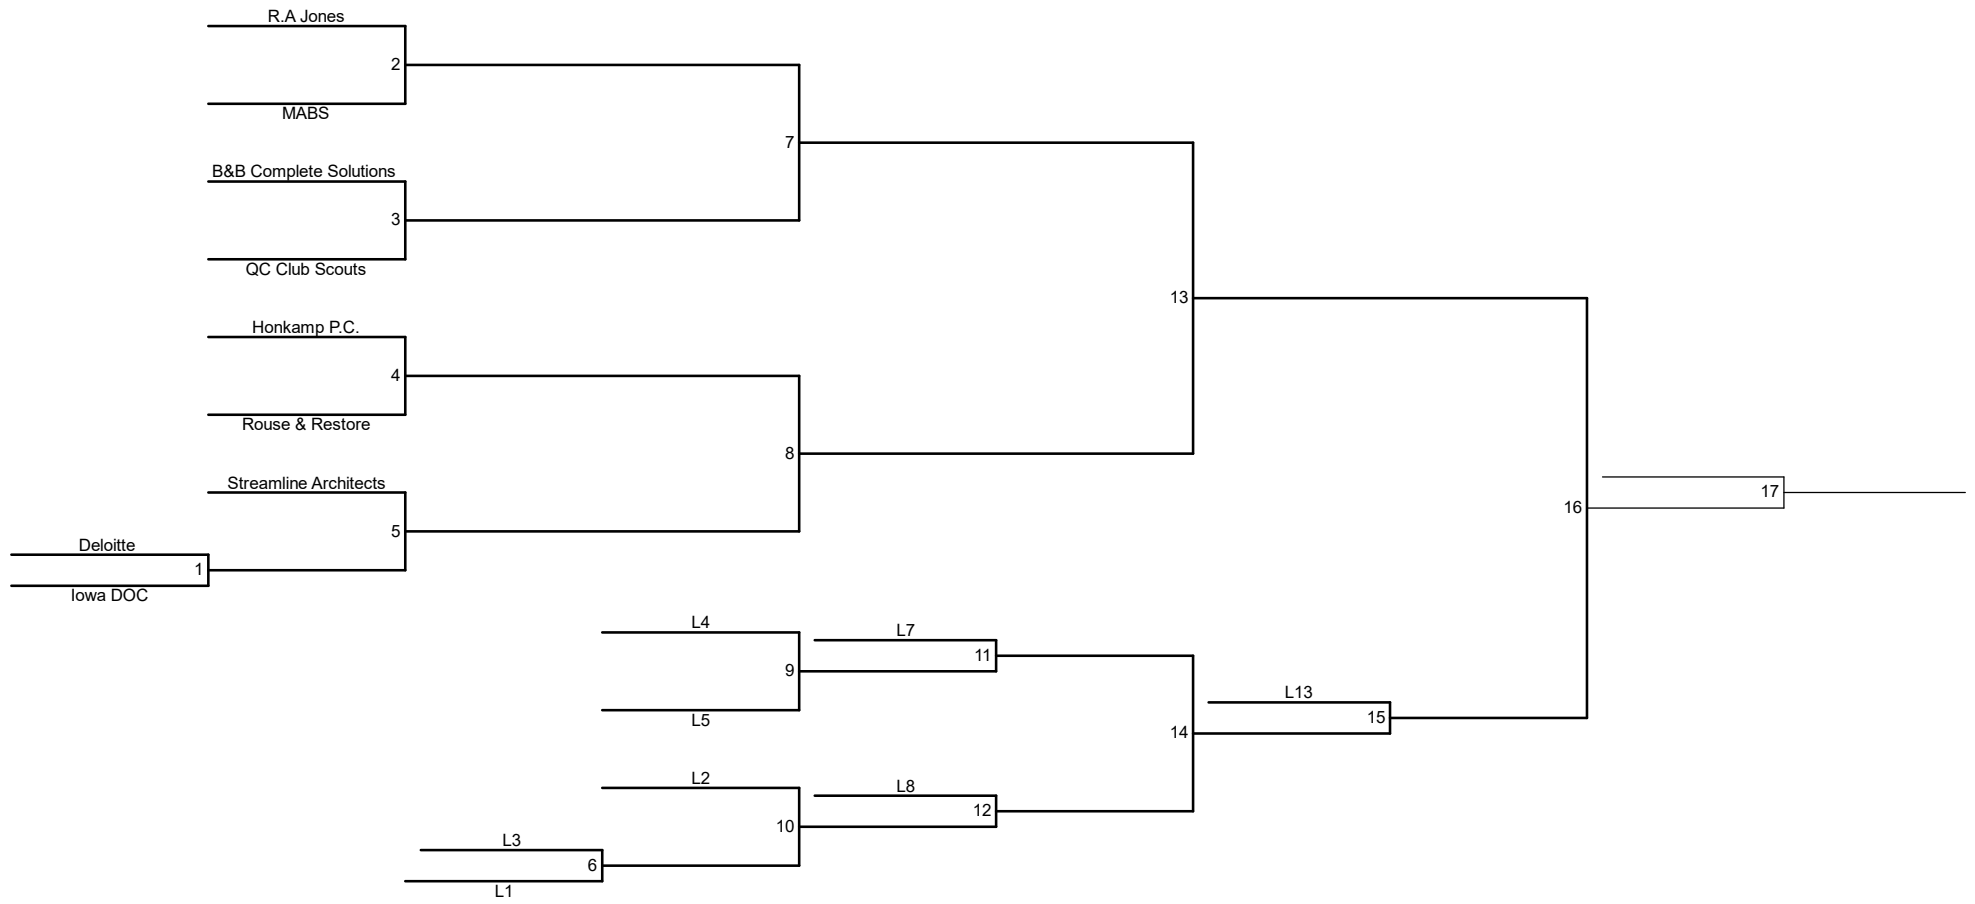 R.A Jones
2
MABS
7
B&B Complete Solutions
3
QC Club Scouts
13
Honkamp P.C.
4
Rouse & Restore
8
Streamline Architects
17
16
5
Deloitte
1
Iowa DOC
L4
L7
11
9
L13
L5
15
14
L2
L8
12
10
L3
6
L1